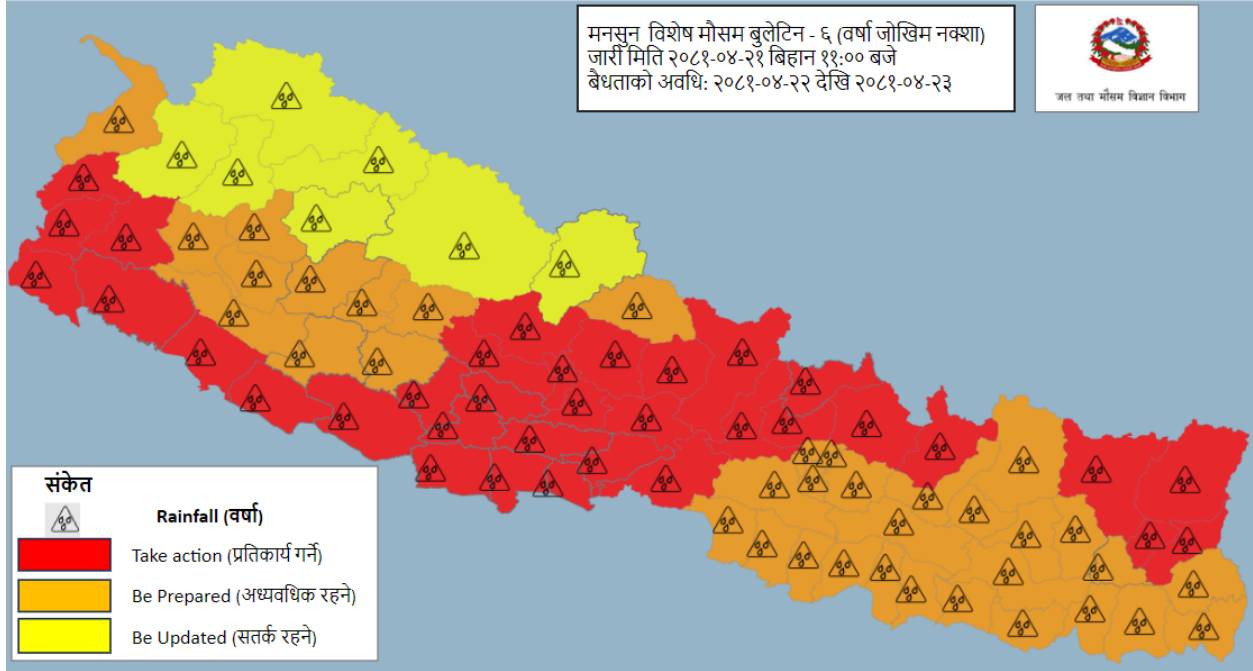 मनसुन विशेष मौसम बुलेटिन - ६ (वर्षा जोखिम नक्शा)
जारी मिति २०८१-०४-२१ बिहान ११:०० बजे
बैधताको अवधि: २०८१-०४-२२ देखि २०८१-०४-२३
जल तथा मौसम विज्ञान विभाग
संकेत
Rainfall (वर्षा)
Take action (प्रतिकार्य गर्ने)
Be Prepared (अध्यवधिक रहने)
Be Updated (सतर्क रहने)